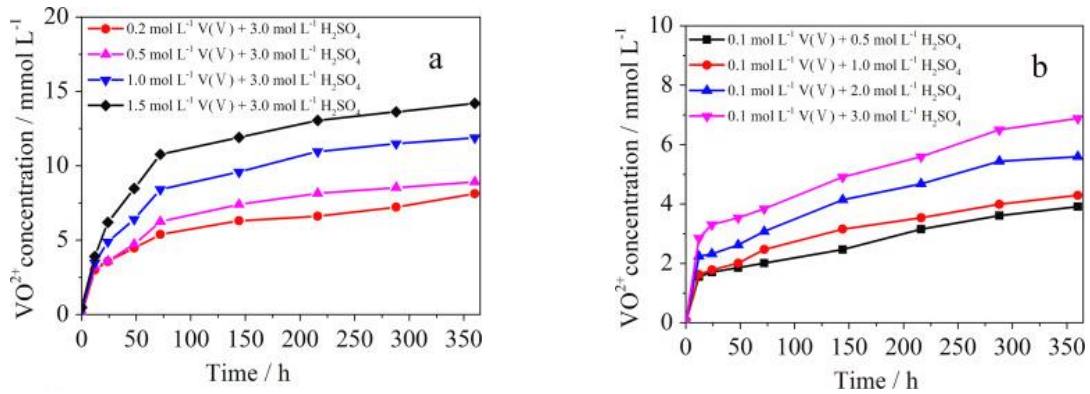 20
15
10
5
0
VO²⁺ concentration / mmol L⁻¹
0.2 mol L⁻¹ V(V) + 3.0 mol L⁻¹ H₂SO₄
0.5 mol L⁻¹ V(V) + 3.0 mol L⁻¹ H₂SO₄
1.0 mol L⁻¹ V(V) + 3.0 mol L⁻¹ H₂SO₄
1.5 mol L⁻¹ V(V) + 3.0 mol L⁻¹ H₂SO₄
a
0 50 100 150 200 250 300 350
Time / h
10
8
6
4
2
0
VO²⁺ concentration / mmol L⁻¹
0.1 mol L⁻¹ V(V) + 0.5 mol L⁻¹ H₂SO₄
0.1 mol L⁻¹ V(V) + 1.0 mol L⁻¹ H₂SO₄
0.1 mol L⁻¹ V(V) + 2.0 mol L⁻¹ H₂SO₄
0.1 mol L⁻¹ V(V) + 3.0 mol L⁻¹ H₂SO₄
b
0 50 100 150 200 250 300 350
Time / h